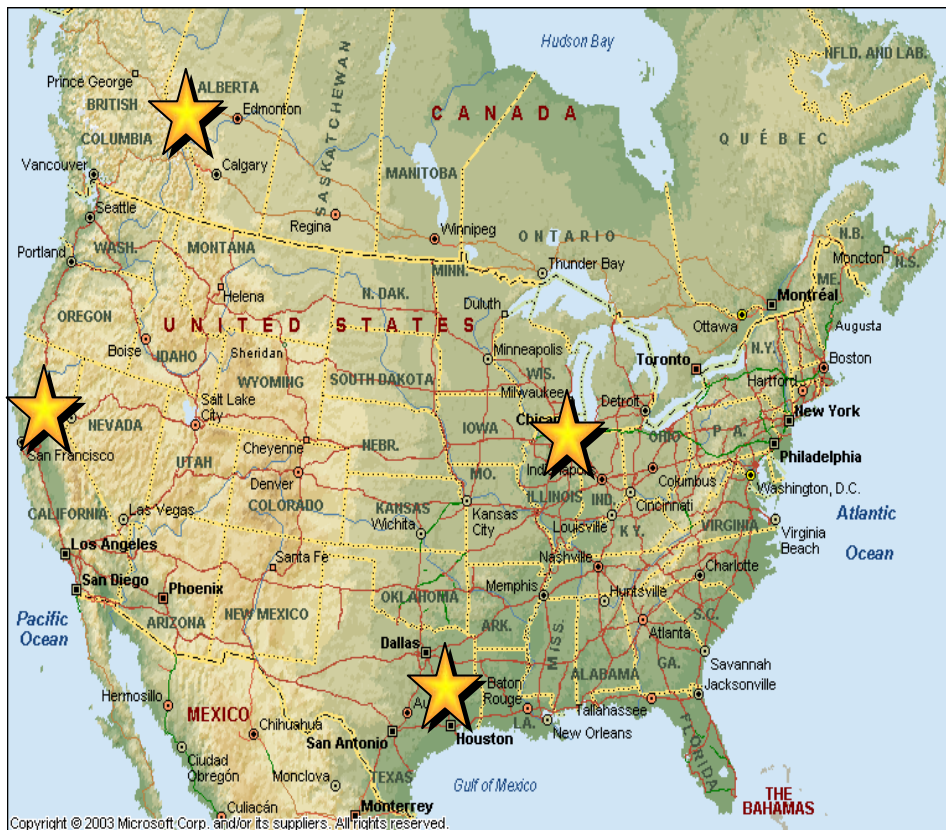 Hudson Bay
NFLD. AND LAB.
Prince George
ALBERTA
BRITISH
Edmonton
SASKATCHEWAN
CANADA
COLUMBIA
QUÉBEC
Vancouver
Calgary
MANITOBA
Seattle
Regina
Winnipeg
ONTARIO
N.B.
Moncton
N.S.
Portland
WASH.
MONTANA
MINN.
Thunder Bay
ME.
Helena
N. DAK.
Duluth
Montréal
OREGON
UNITED STATES
Ottawa
Augusta
Boise
IDAHO
Sheridan
Minneapolis
Toronto
N.Y.
Boston
WYOMING
SOUTH DAKOTA
WIS.
Milwaukee
Detroit
Hartford
Salt Lake
City
NEVADA
IOWA
New York
San Francisco
Cheyenne
NEBR.
OHIO
P A.
Philadelphia
UTAH
Denver
MO.
Columbus
Washington, D.C.
CALIFORNIA
Las Vegas
COLORADO
KANSAS
Wichita
Kansas
City
ILLINOIS
IND.
Cincinnati
Louisville
K Y.
VIRGINIA
Virginia
Beach
Atlantic
Ocean
Los Angeles
Santa Fe
Nashville
Charlotte
San Diego
Phoenix
OKLAHOMA
Memphis
Huntsville
Pacific
Ocean
ARIZONA
NEW MEXICO
ARK.
MISS.
S.C.
Dallas
Atlanta
ALABAMA
GA.
Savannah
Hermosillo
Baton
Rouge
Jacksonville
MEXICO
Chihuahua
Tallahassee
San Antonio
Houston
LA.
New Orleans
FLORIDA
Ciudad
Obregón
Monclova
TEXAS
Gulf of Mexico
THE
BAHAMAS
Culiacán
Monterrey
Copyright © 2003 Microsoft Corp. and/or its suppliers. All rights reserved.